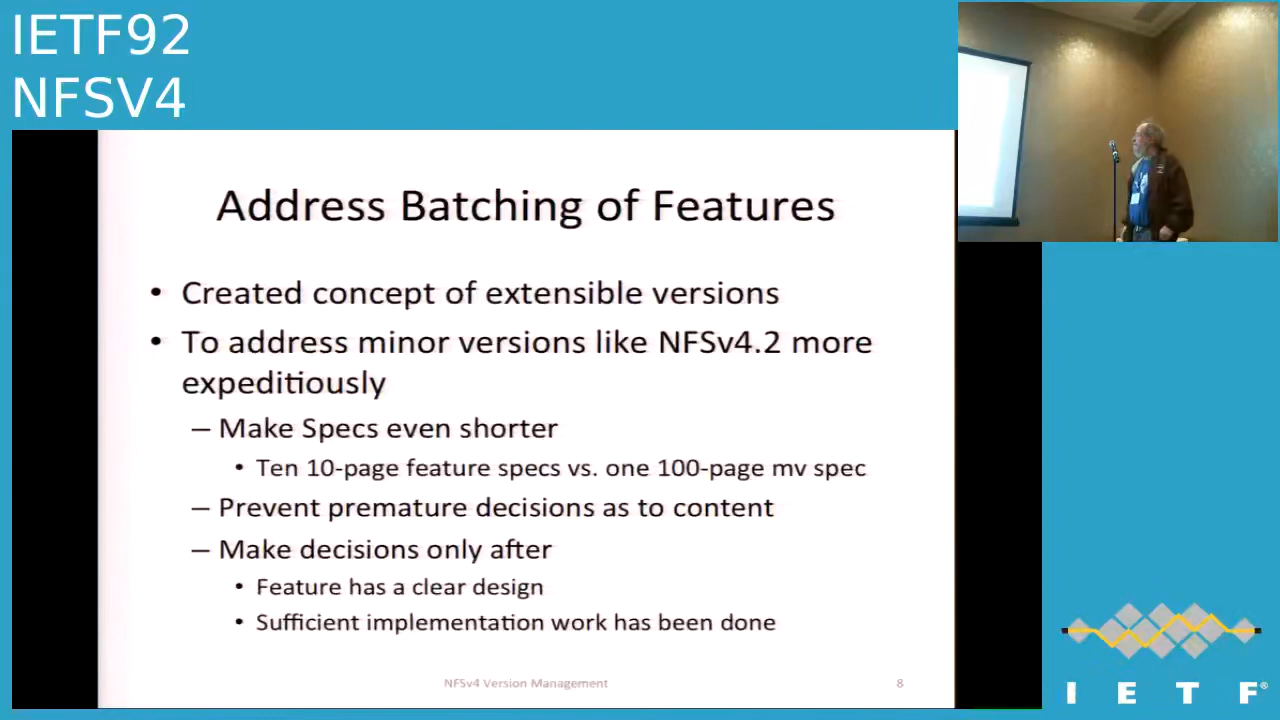 IETF92
NFSV4
Address Batching of Features
• Created concept of extensible versions
• To address minor versions like NFSv4.2 more
expeditiously
– Make Specs even shorter
• Ten 10-page feature specs vs. one 100-page mv spec
– Prevent premature decisions as to content
– Make decisions only after
• Feature has a clear design
• Sufficient implementation work has been done
NFSv4 Version Management
8
I E T F®